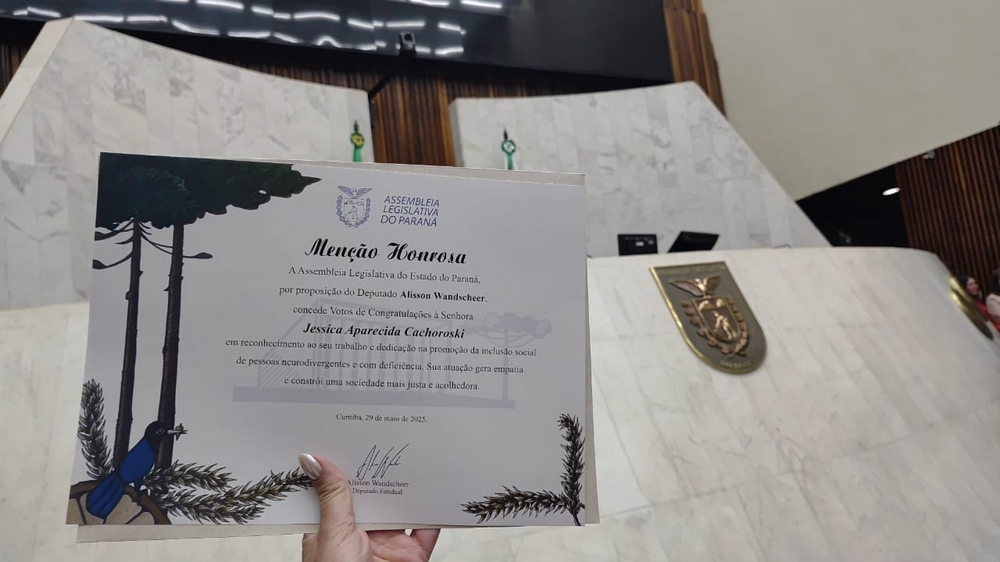 ASSEMBLEIA
LEGISLATIVA
DO PARANÁ
Menção Honrosa
A Assembleia Legislativa do Estado do Paraná,
por proposição do Deputado Alisson Wandscheer,
concede Votos de Congratulações à Senhora
Jessica Aparecida Cachoroski
em reconhecimento ao seu trabalho e dedicação na promoção da inclusão social
de pessoas neurodivergentes e com deficiência. Sua atuação gera empatia
e constrói uma sociedade mais justa e acolhedora.
Curitiba, 29 de maio de 2025.
Alisson Wandscheer
Deputado Estadual